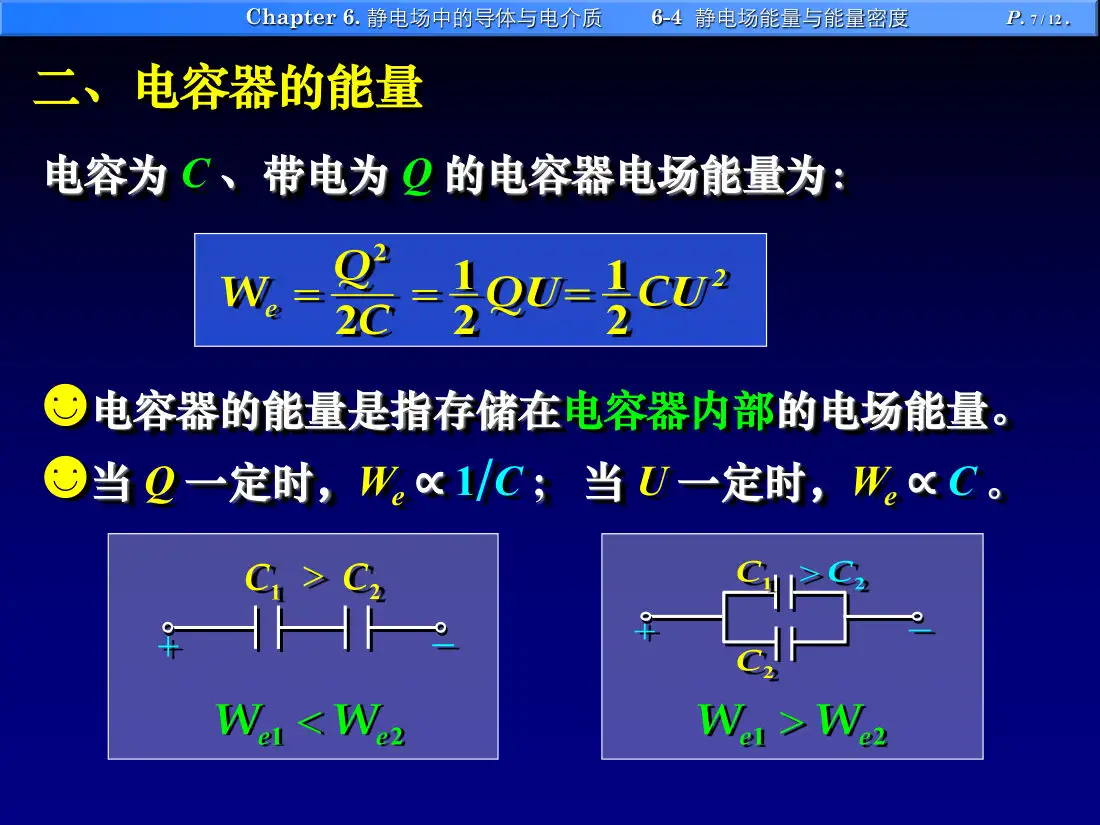 Chapter 6. 静电场中的导体与电介质 6-4 静电场能量与能量密度 P. 7 / 12 .
二、电容器的能量
电容为 C 、带电为 Q 的电容器电场能量为：
We = Q²/2C = 1/2 QU = 1/2 CU²
电容器的能量是指存储在电容器内部的电场能量。
当 Q 一定时，We ∝ 1/C ； 当 U 一定时，We ∝ C 。
C1 > C2
+ −
We1 < We2
C1 > C2
+ −
C2
We1 > We2